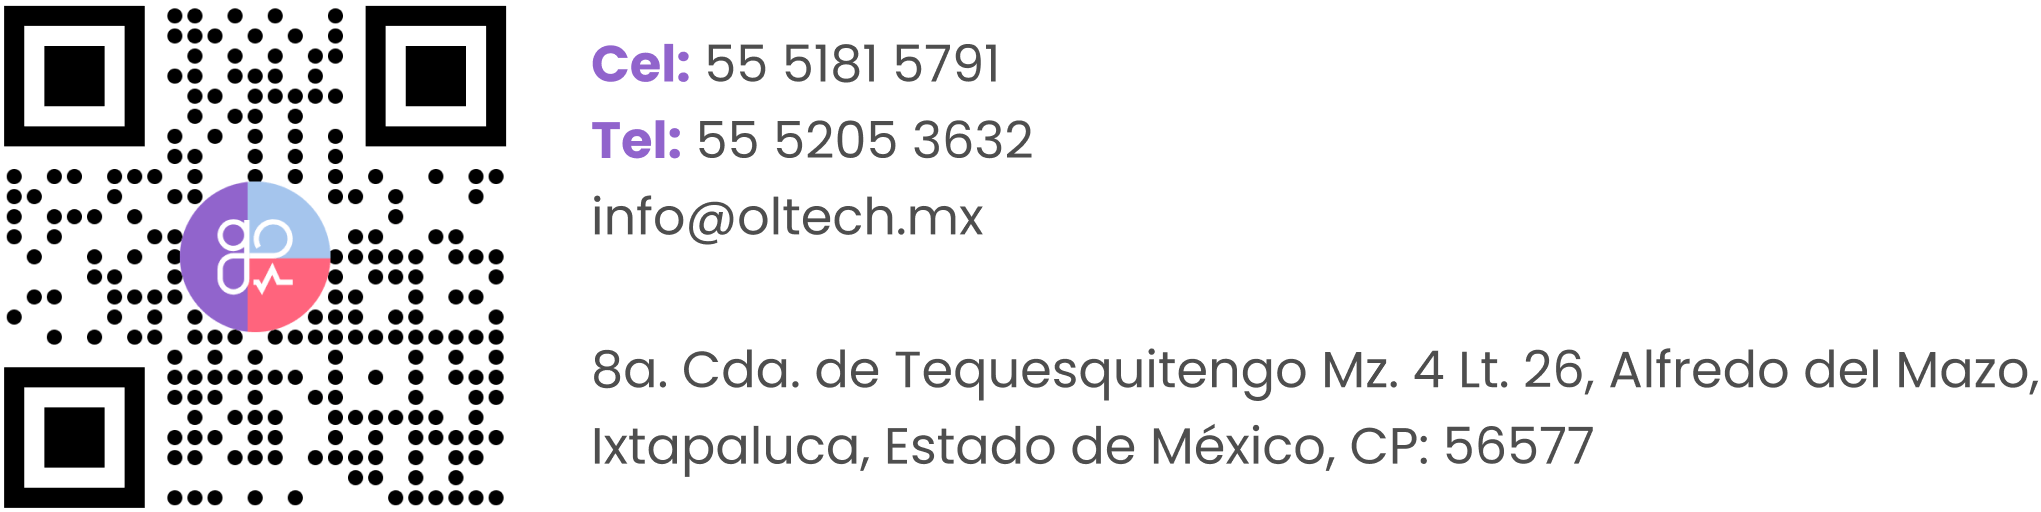 Cel: 55 5181 5791
Tel: 55 5205 3632
info@oltech.mx
8a. Cda. de Tequesquitengo Mz. 4 Lt. 26, Alfredo del Mazo,
Ixtapaluca, Estado de México, CP: 56577